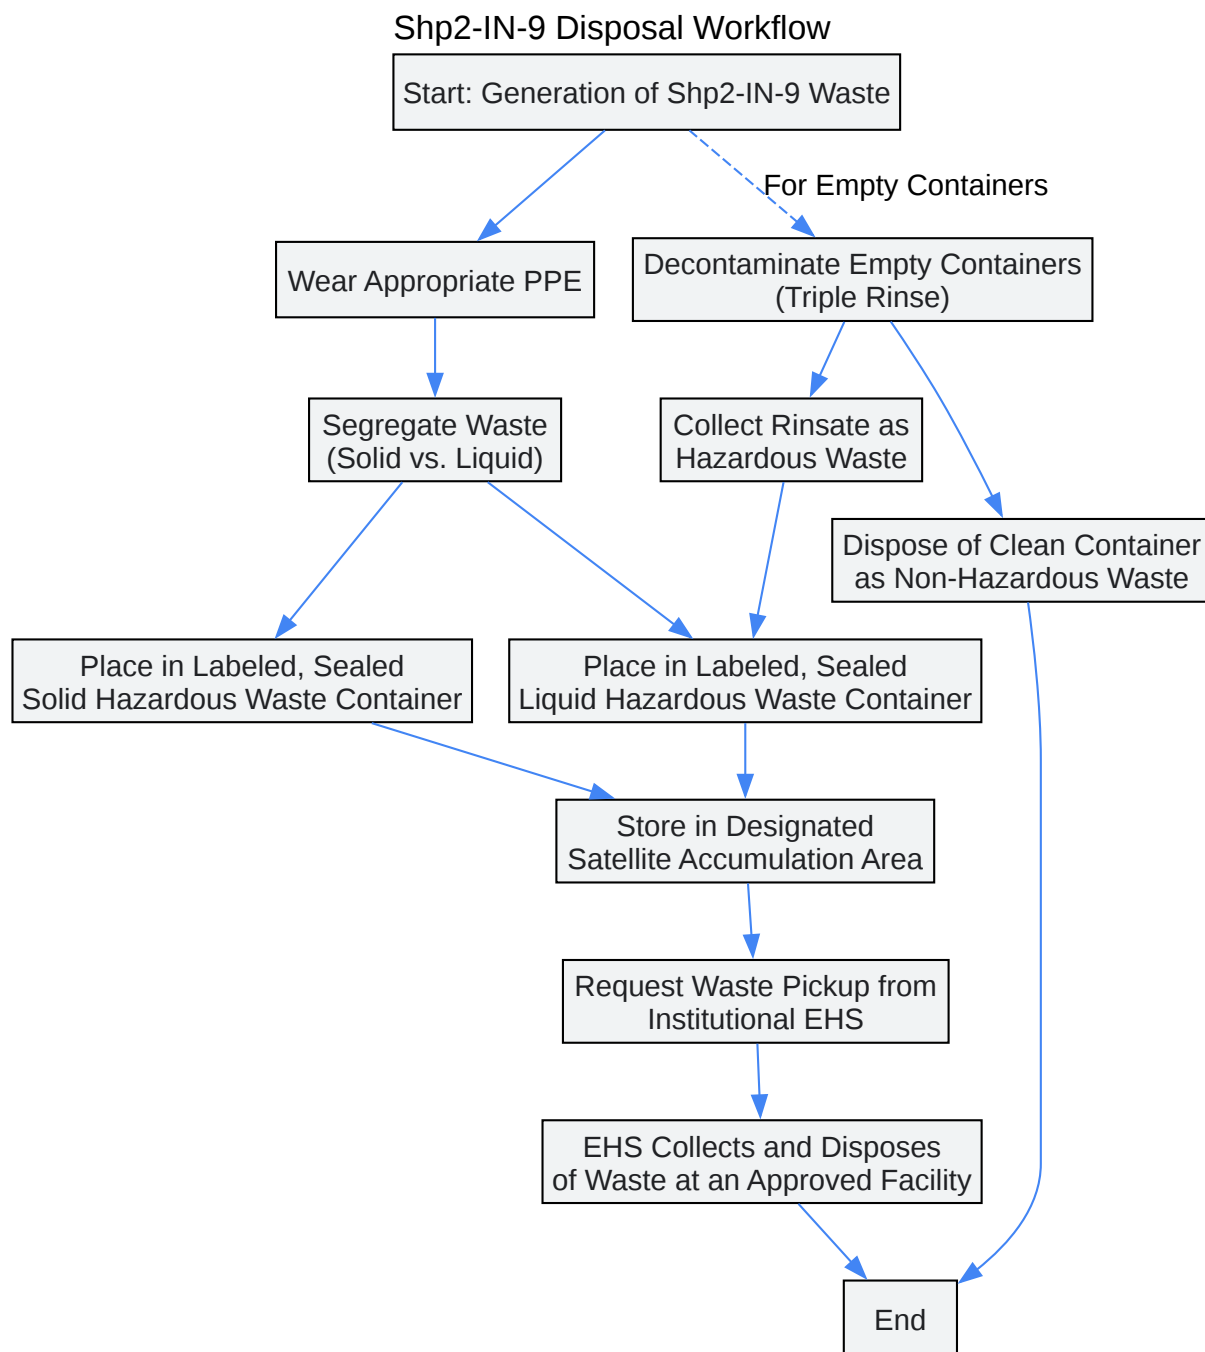 Shp2-IN-9 Disposal Workflow
Start: Generation of Shp2-IN-9 Waste
For Empty Containers
Wear Appropriate PPE
Decontaminate Empty Containers
(Triple Rinse)
Segregate Waste
(Solid vs. Liquid)
Collect Rinsate as
Hazardous Waste
Dispose of Clean Container
as Non-Hazardous Waste
Place in Labeled, Sealed
Solid Hazardous Waste Container
Place in Labeled, Sealed
Liquid Hazardous Waste Container
Store in Designated
Satellite Accumulation Area
Request Waste Pickup from
Institutional EHS
EHS Collects and Disposes
of Waste at an Approved Facility
End